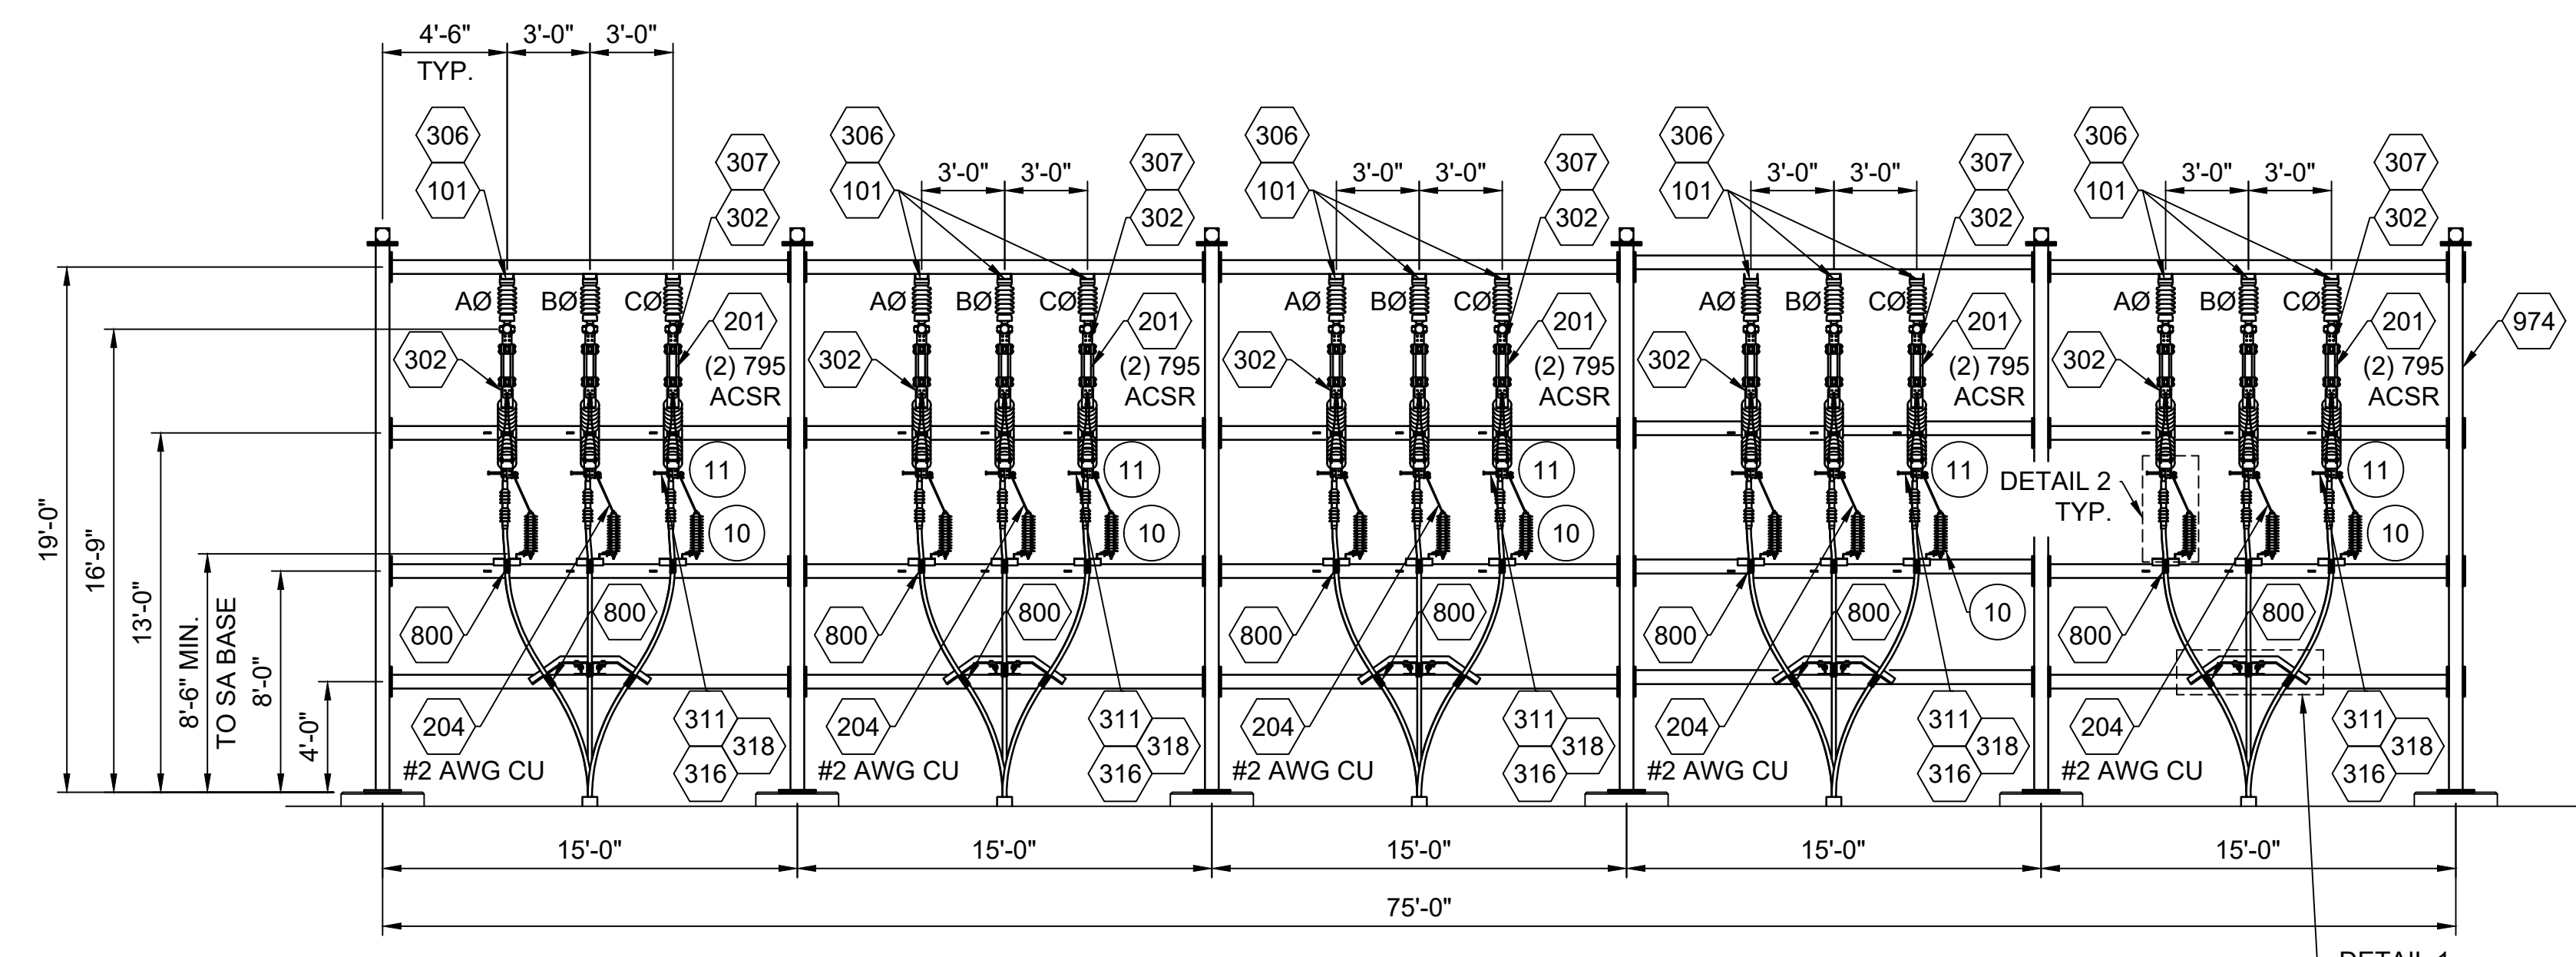 4'-6" 3'-0" 3'-0"
TYP.
306 306 306 306 306
307 307 307 307 307
3'-0" 3'-0" 3'-0" 3'-0" 3'-0" 3'-0" 3'-0" 3'-0"
101 101 101 101 101
302 302 302 302 302
AØ BØ CØ AØ BØ CØ AØ BØ CØ AØ BØ CØ AØ BØ CØ
201 201 201 201 201 974
302 302 302 302 302
(2) 795 (2) 795 (2) 795 (2) 795 (2) 795
ACSR ACSR ACSR ACSR ACSR
11 11 11 11 11
DETAIL 2
TYP.
10 10 10 10
19'-0"
16'-9"
13'-0"
8'-6" MIN.
TO SA BASE
8'-0"
4'-0"
800 800 800 800 10 800
800 800 800 800 800
311 311 311 311 311
204 204 204 204 204
318 318 318 318 318
316 316 316 316 316
#2 AWG CU #2 AWG CU #2 AWG CU #2 AWG CU #2 AWG CU
15'-0" 15'-0" 15'-0" 15'-0" 15'-0"
75'-0"
DETAIL 1